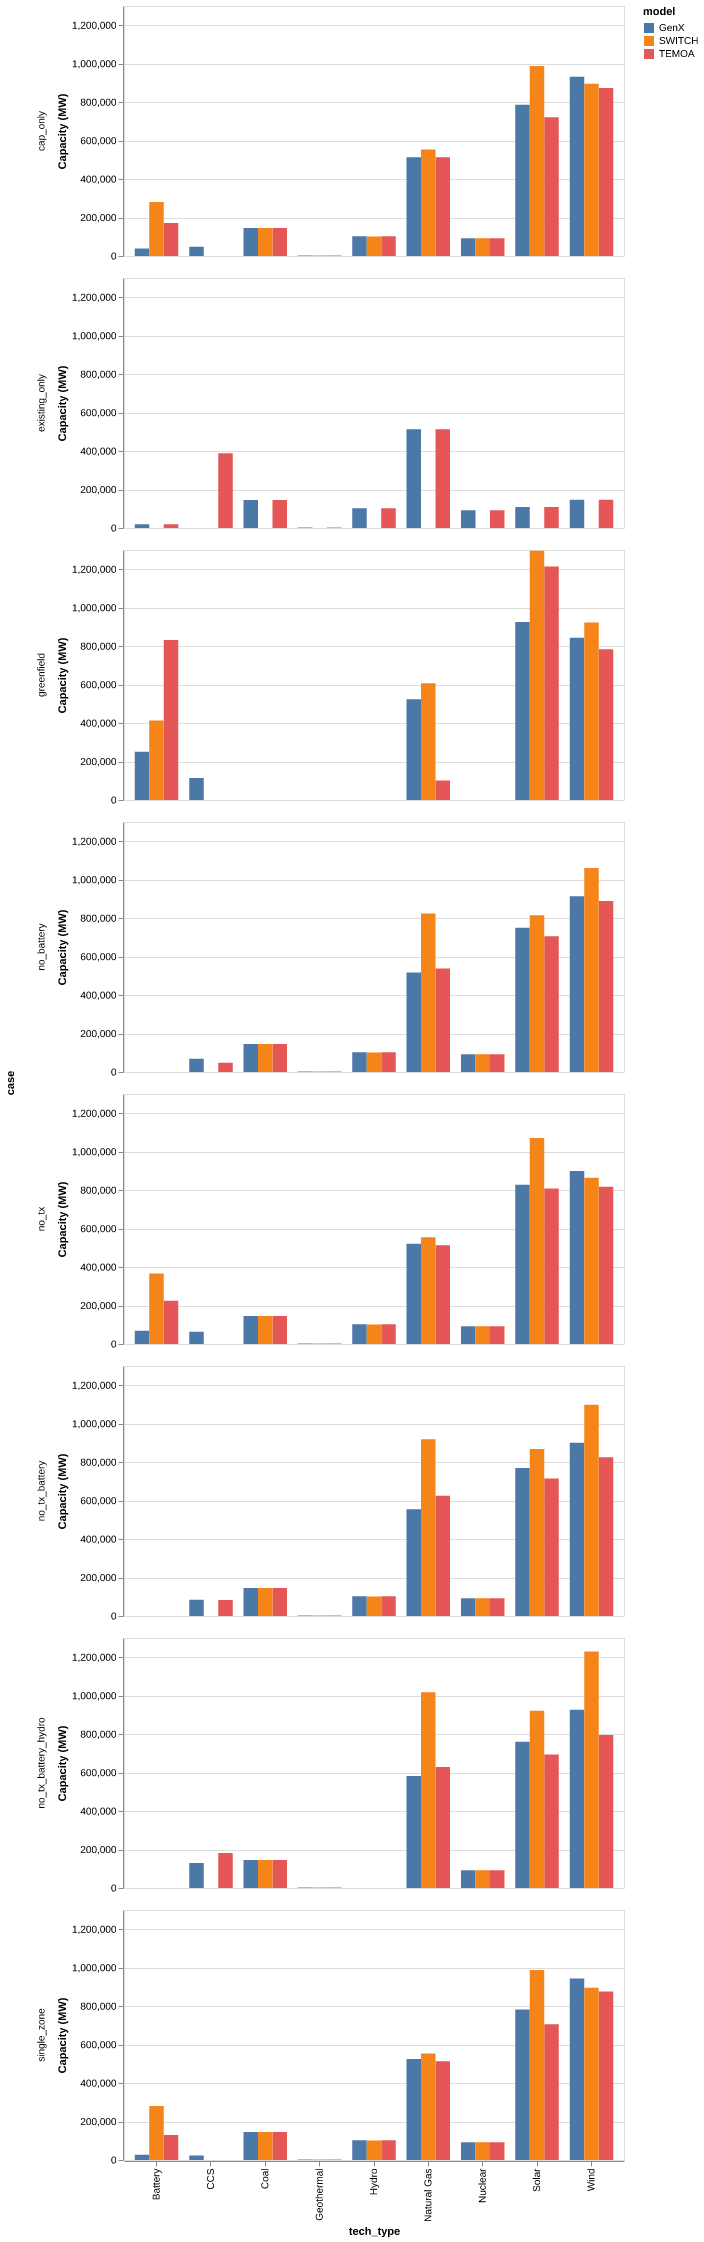 model
GenX
SWITCH
TEMOA
case
cap_only
Capacity (MW)
1,200,000
1,000,000
800,000
600,000
400,000
200,000
0
existing_only
Capacity (MW)
1,200,000
1,000,000
800,000
600,000
400,000
200,000
0
greenfield
Capacity (MW)
1,200,000
1,000,000
800,000
600,000
400,000
200,000
0
no_battery
Capacity (MW)
1,200,000
1,000,000
800,000
600,000
400,000
200,000
0
no_tx
Capacity (MW)
1,200,000
1,000,000
800,000
600,000
400,000
200,000
0
no_tx_battery
Capacity (MW)
1,200,000
1,000,000
800,000
600,000
400,000
200,000
0
no_tx_battery_hydro
Capacity (MW)
1,200,000
1,000,000
800,000
600,000
400,000
200,000
0
single_zone
Capacity (MW)
1,200,000
1,000,000
800,000
600,000
400,000
200,000
0
Battery
CCS
Coal
Geothermal
Hydro
Natural Gas
Nuclear
Solar
Wind
tech_type